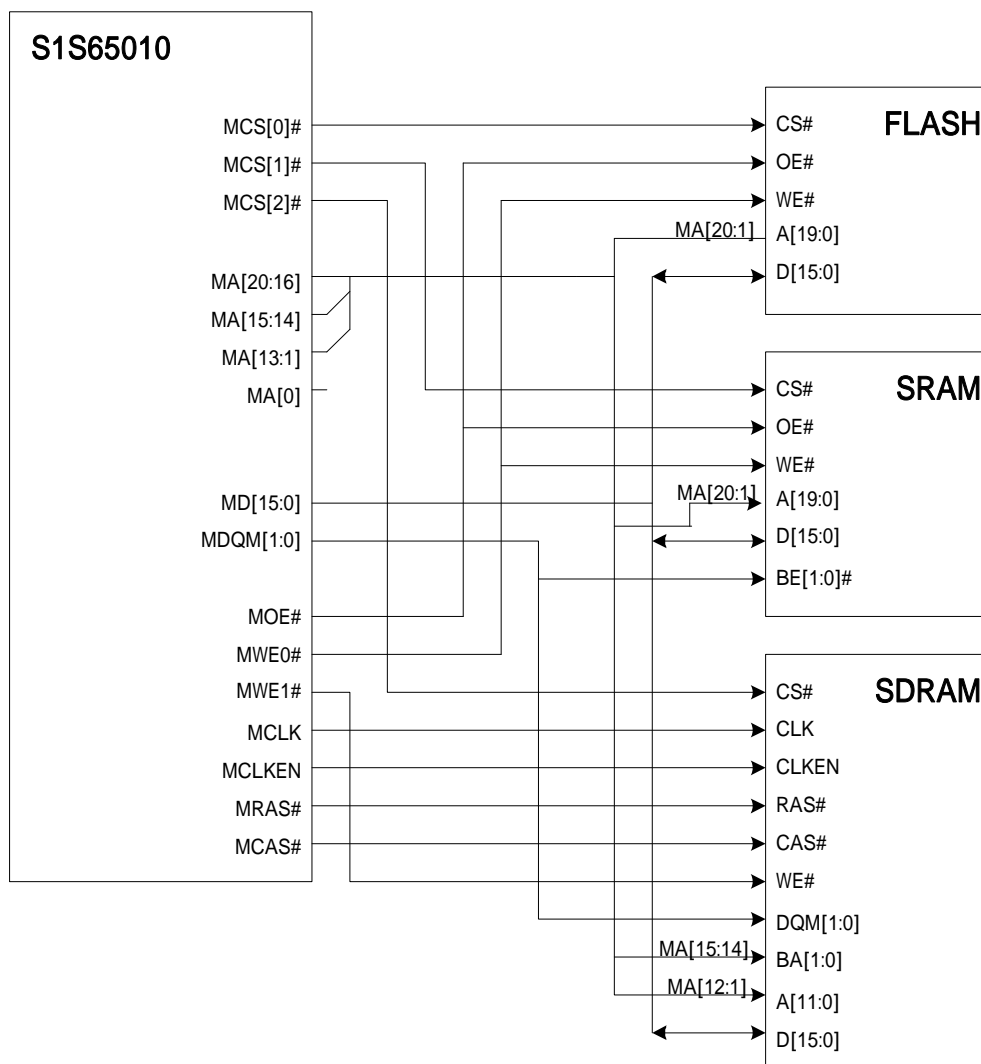 S1S65010
MCS[0]#
MCS[1]#
MCS[2]#
MA[20:16]
MA[15:14]
MA[13:1]
MA[0]
MD[15:0]
MDQM[1:0]
MOE#
MWE0#
MWE1#
MCLK
MCLKEN
MRAS#
MCAS#
FLASH
CS#
OE#
WE#
MA[20:1] A[19:0]
D[15:0]
SRAM
CS#
OE#
WE#
MA[20:1] A[19:0]
D[15:0]
BE[1:0]#
SDRAM
CS#
CLK
CLKEN
RAS#
CAS#
WE#
DQM[1:0]
MA[15:14] BA[1:0]
MA[12:1] A[11:0]
D[15:0]